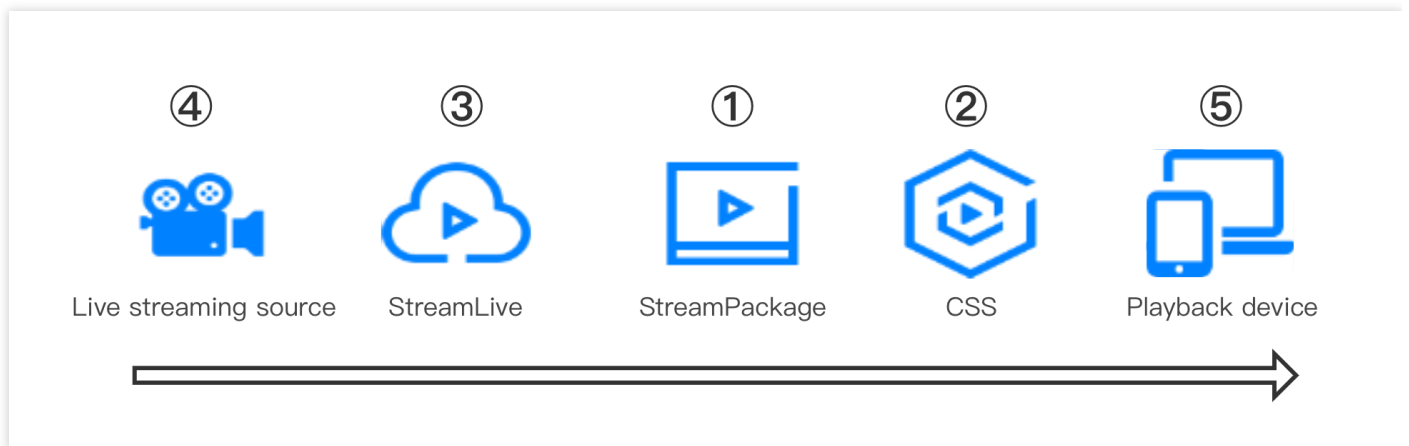 ④ ③ ① ② ⑤
Live streaming source StreamLive StreamPackage CSS Playback device